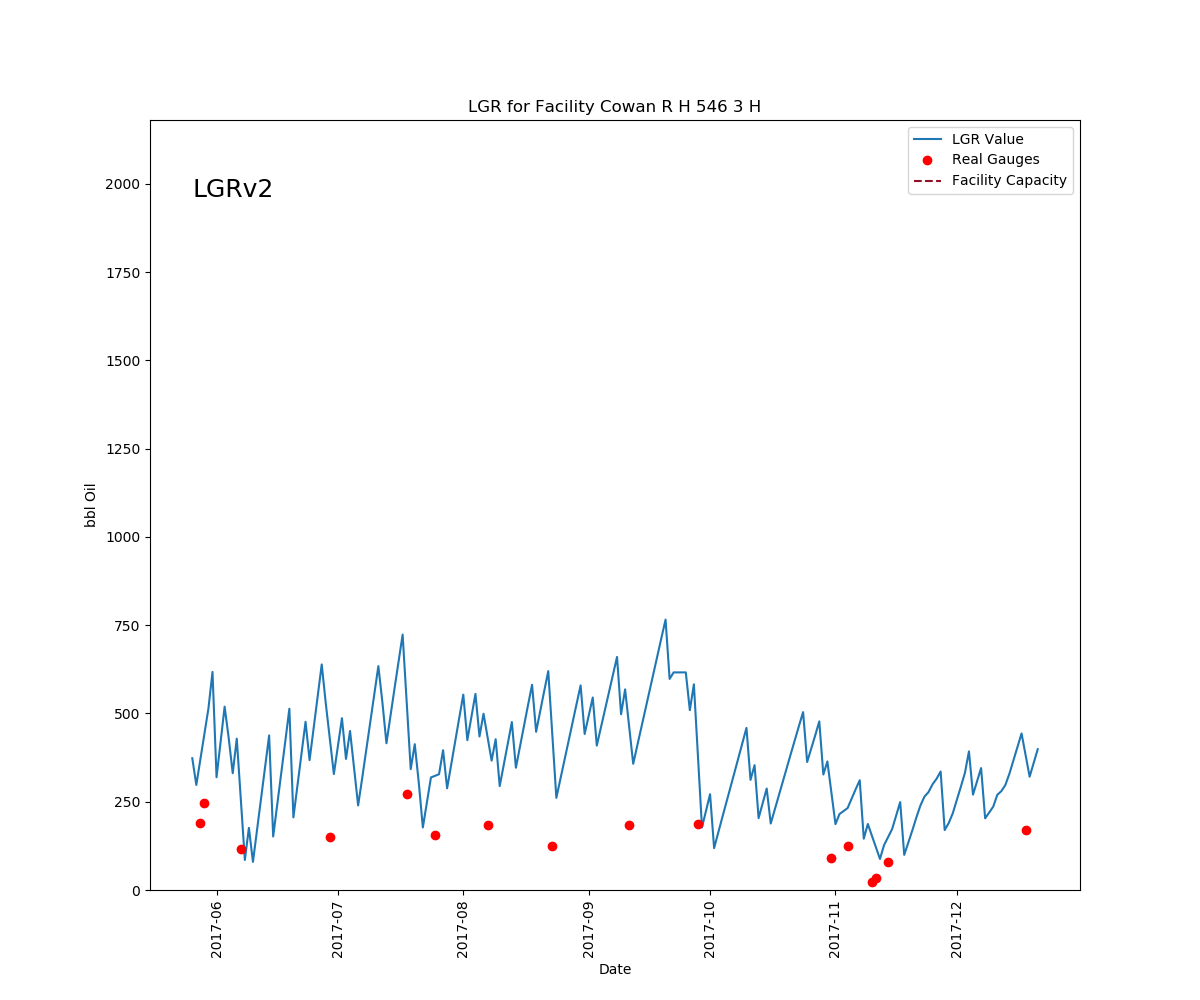 LGR for Facility Cowan R H 546 3 H
LGR Value
Real Gauges
Facility Capacity
LGRv2
2000
1750
1500
1250
1000
750
500
250
0
bbl Oil
2017-06
2017-07
2017-08
2017-09
2017-10
2017-11
2017-12
Date